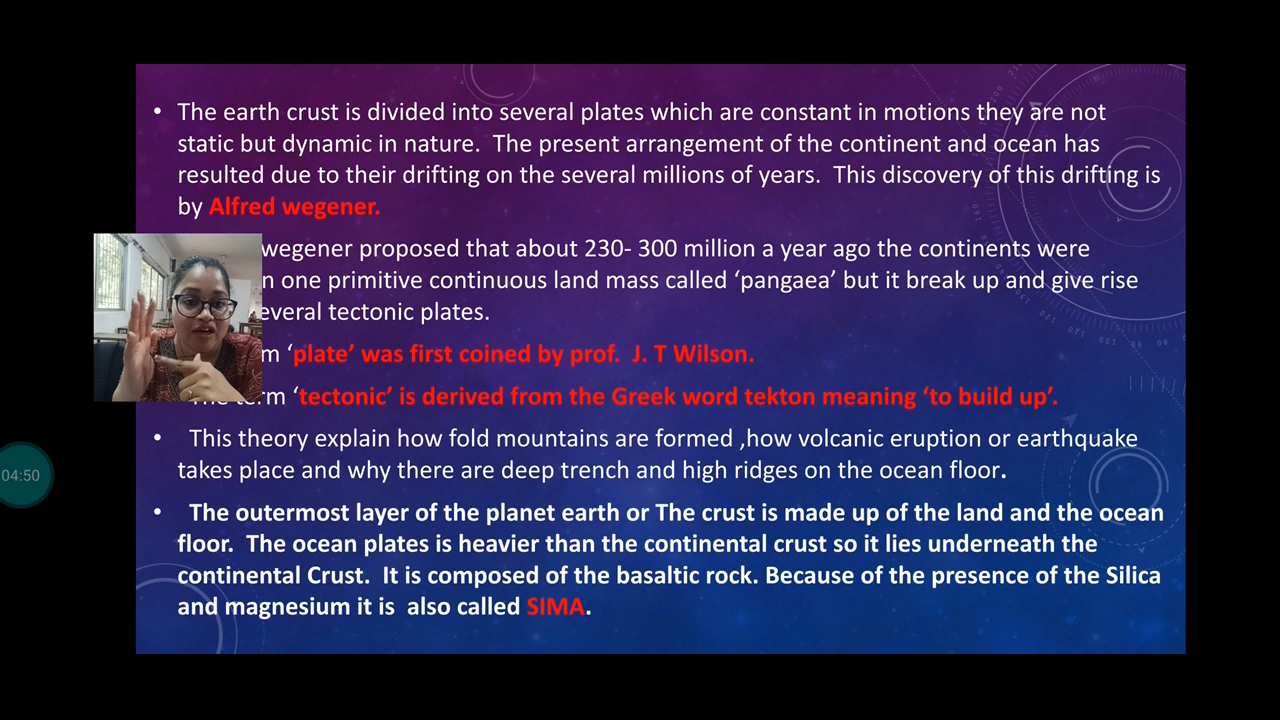 • The earth crust is divided into several plates which are constant in motions they are not
static but dynamic in nature. The present arrangement of the continent and ocean has
resulted due to their drifting on the several millions of years. This discovery of this drifting is
by Alfred wegener.
wegener proposed that about 230- 300 million a year ago the continents were
one primitive continuous land mass called ‘pangaea’ but it break up and give rise
several tectonic plates.
‘plate’ was first coined by prof. J. T Wilson.
The term ‘tectonic’ is derived from the Greek word tekton meaning ‘to build up’.
• This theory explain how fold mountains are formed ,how volcanic eruption or earthquake
takes place and why there are deep trench and high ridges on the ocean floor.
• The outermost layer of the planet earth or The crust is made up of the land and the ocean
floor. The ocean plates is heavier than the continental crust so it lies underneath the
continental Crust. It is composed of the basaltic rock. Because of the presence of the Silica
and magnesium it is also called SIMA.
04:50